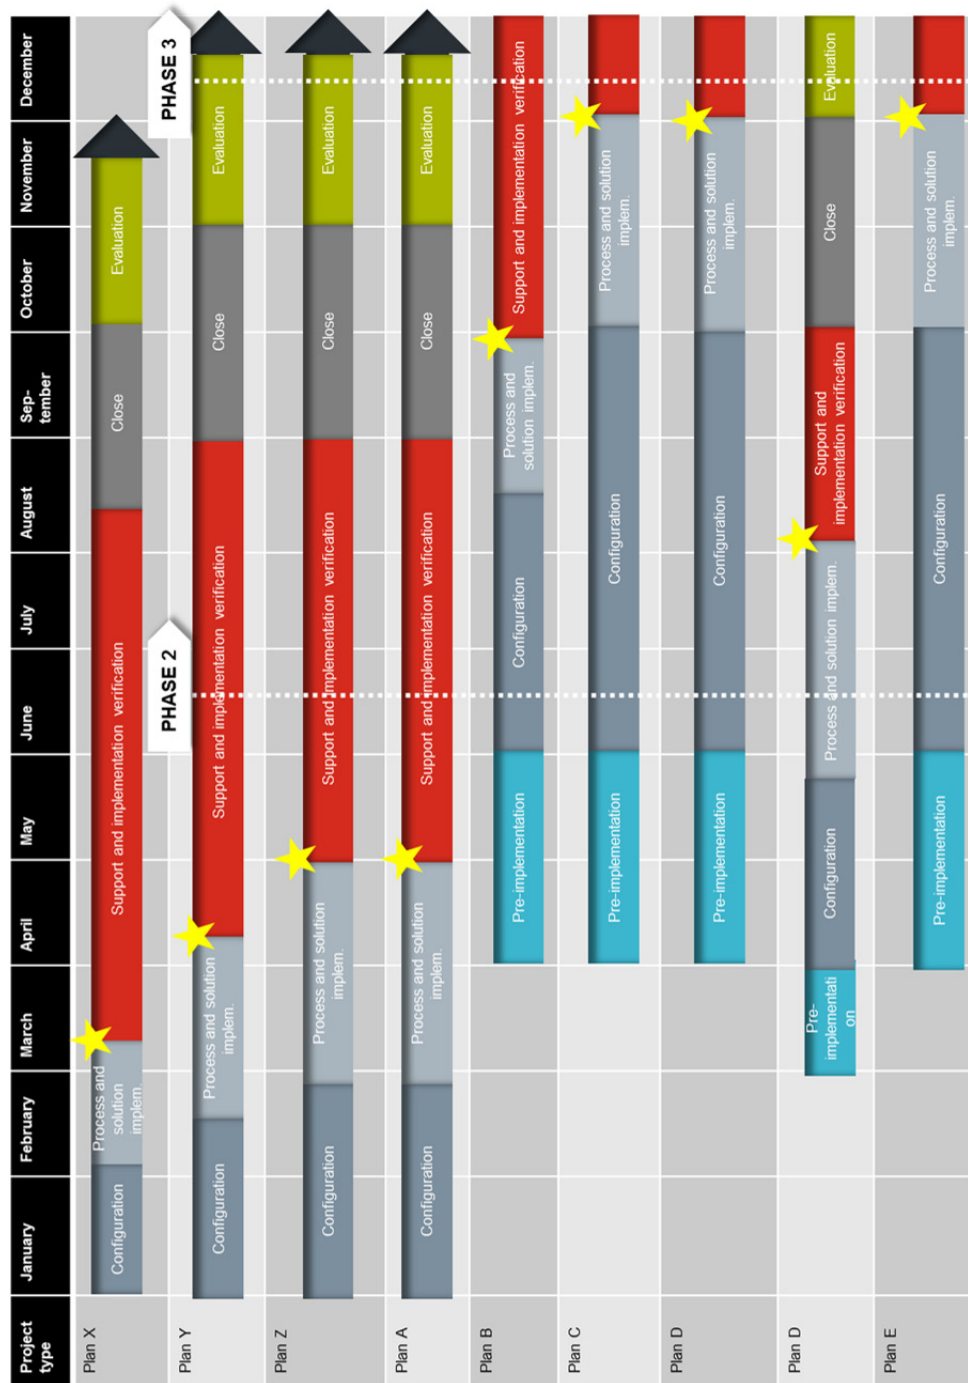 Project
type
January
February
March
April
May
June
July
August
Sep-
tember
October
November
December
PHASE 2
PHASE 3
Plan X
Configuration
Process and
solution
implem.
Support and implementation verification
Close
Evaluation
Plan Y
Configuration
Process and solution
implem.
Support and implementation verification
Close
Evaluation
Plan Z
Configuration
Process and solution
implem.
Support and implementation verification
Close
Evaluation
Plan A
Configuration
Process and solution
implem.
Support and implementation verification
Close
Evaluation
Plan B
Pre-implementation
Configuration
Process and
solution implem.
Support and implementation verification
Plan C
Pre-implementation
Configuration
Process and solution
implem.
Plan D
Pre-implementation
Configuration
Process and solution
implem.
Plan D
Pre-
implementati
on
Configuration
Process and solution implem.
Support and
implementation verification
Close
Evaluation
Plan E
Pre-implementation
Configuration
Process and solution
implem.